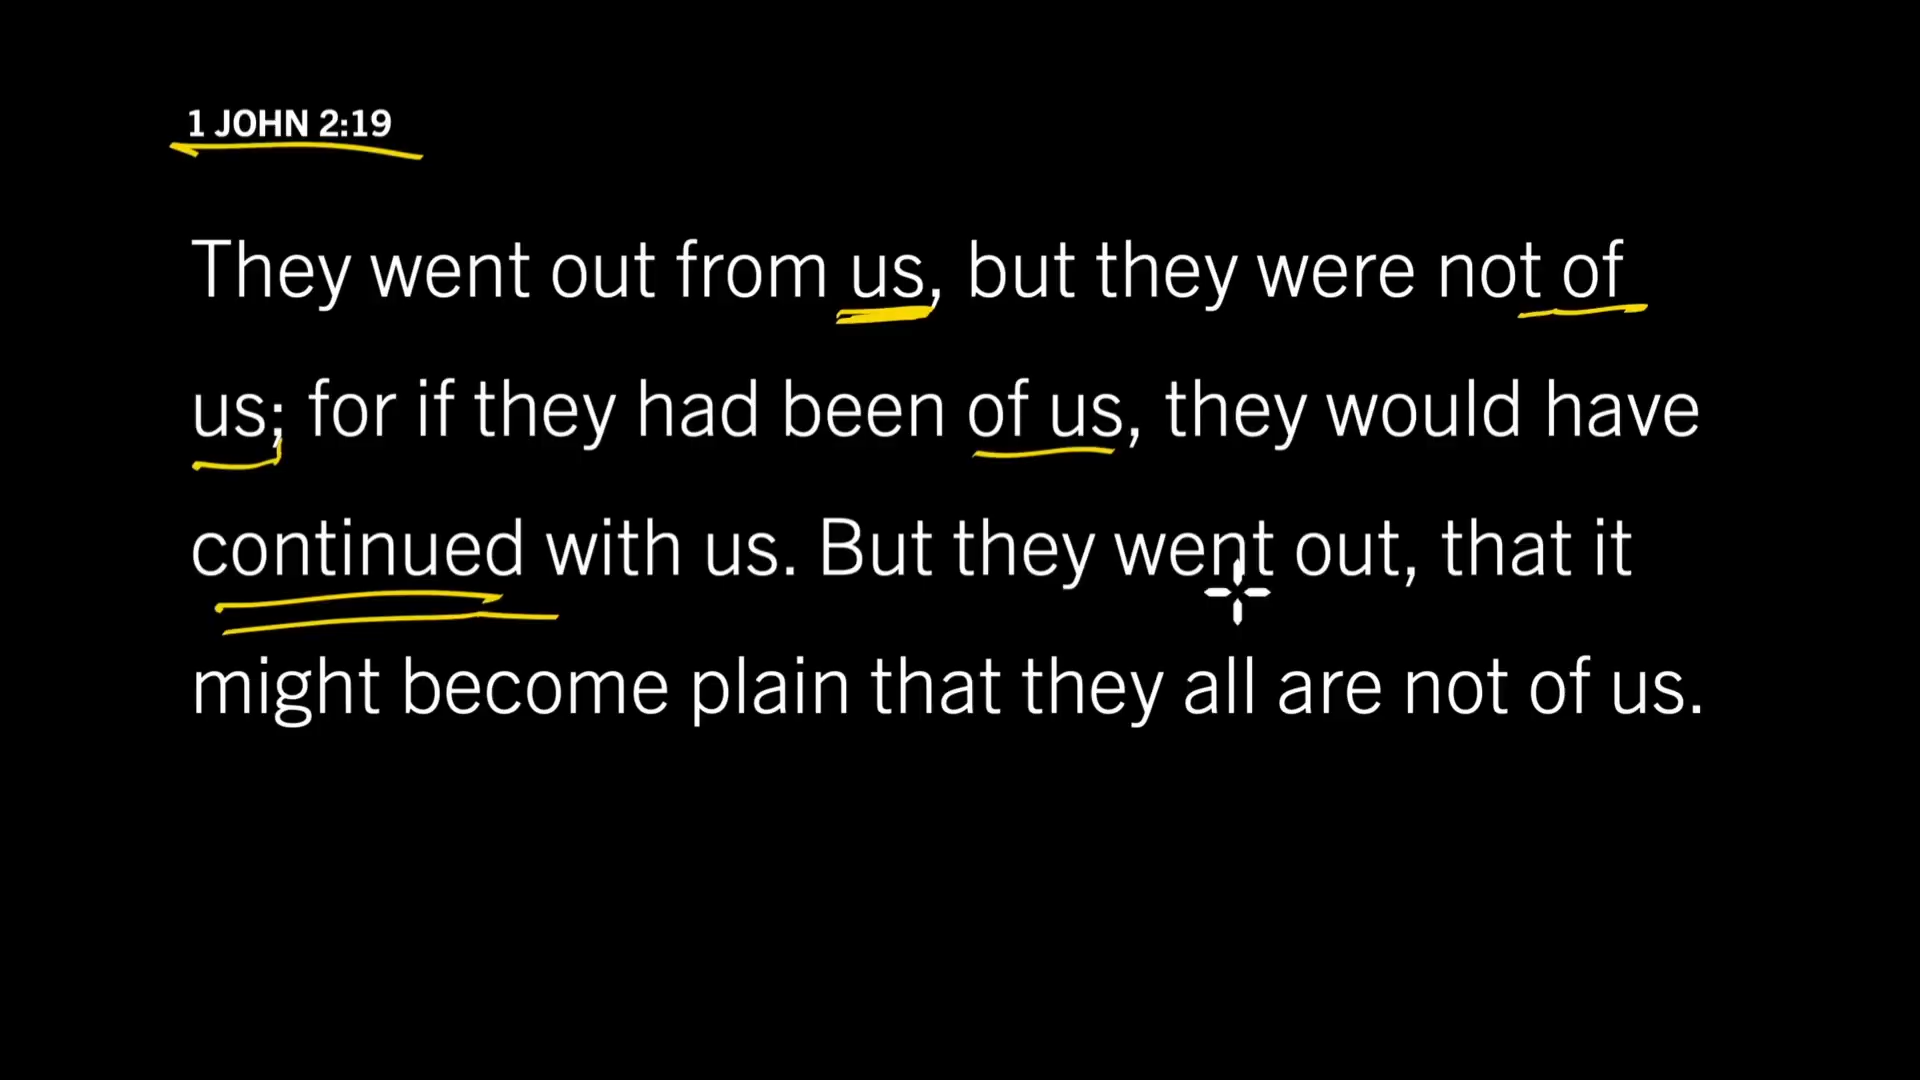 1 JOHN 2:19
They went out from us, but they were not of
us; for if they had been of us, they would have
continued with us. But they went out, that it
might become plain that they all are not of us.